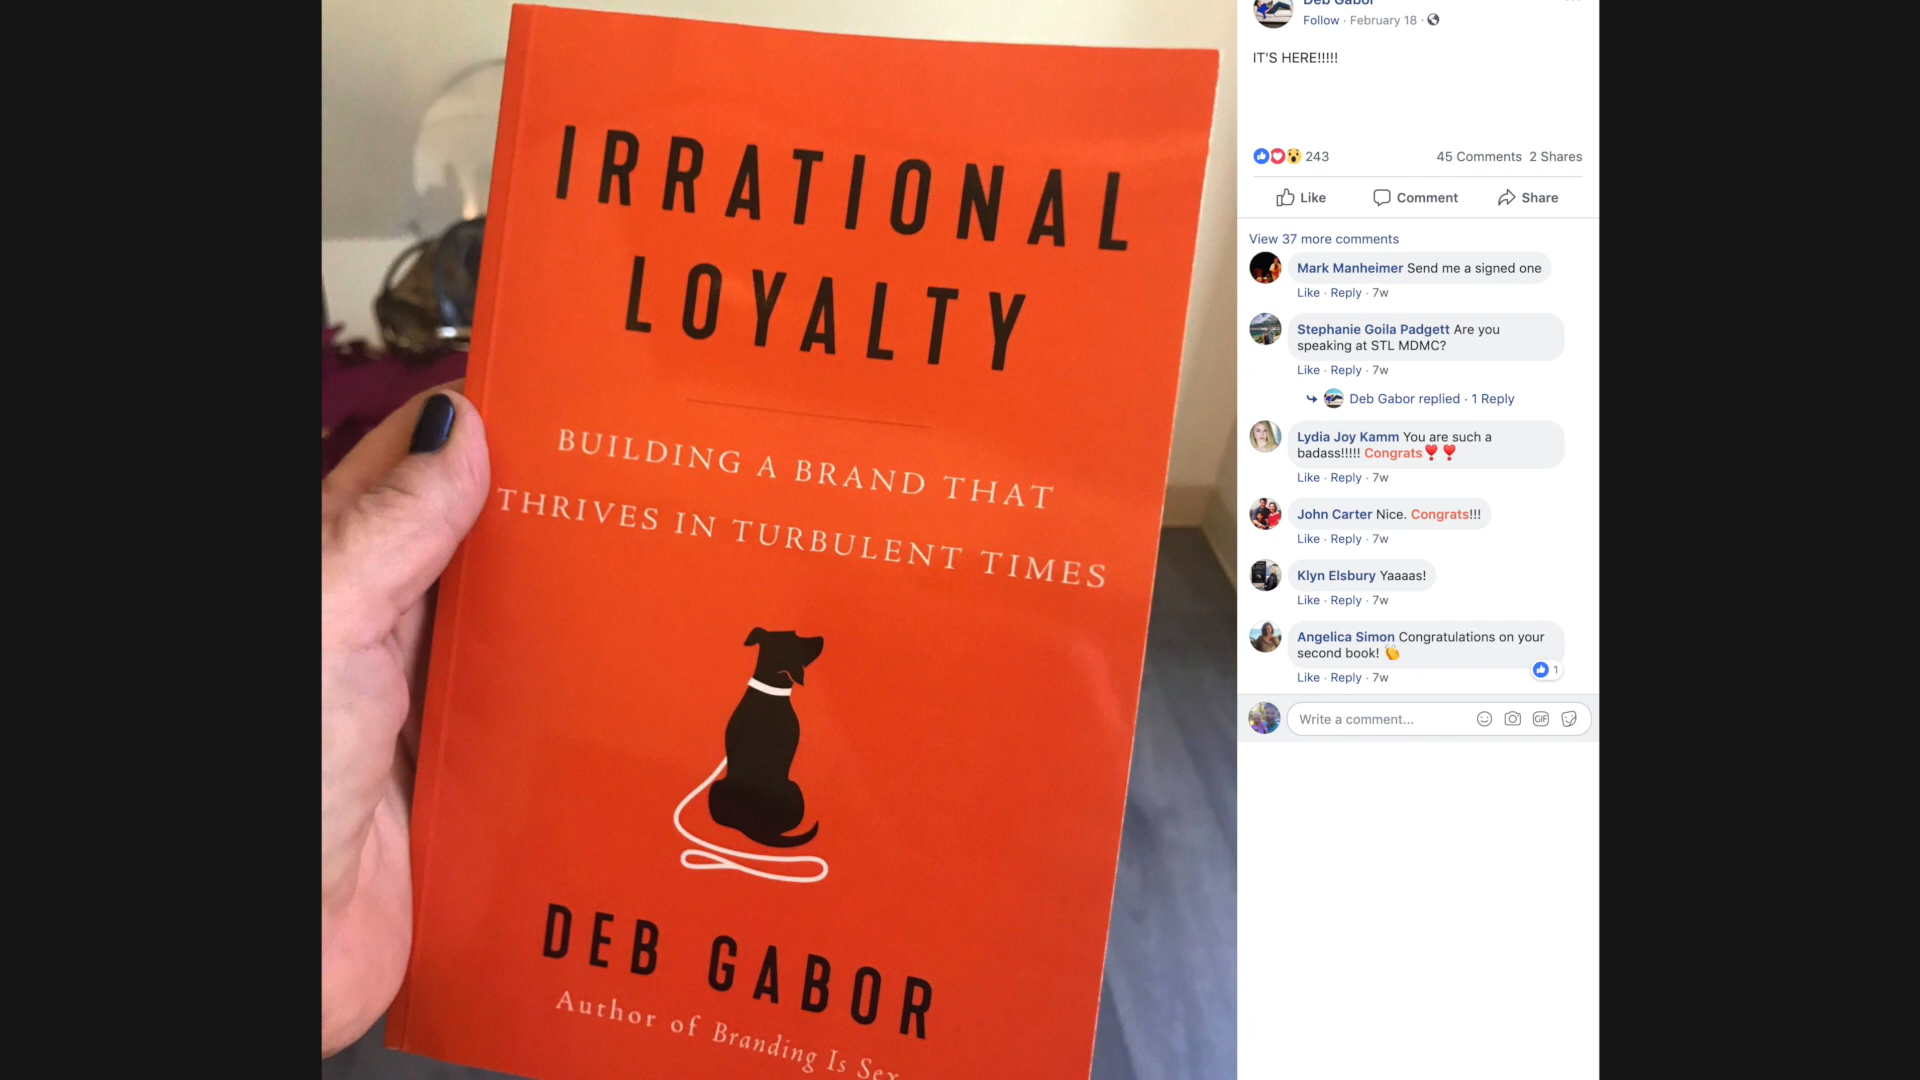 IRRATIONAL
LOYALTY
BUILDING A BRAND THAT
THRIVES IN TURBULENT TIMES
DEB GABOR
Author of Branding Is Sex
Deb Gabor
Follow · February 18 ·
IT'S HERE!!!!!
243
45 Comments 2 Shares
Like Comment Share
View 37 more comments
Mark Manheimer Send me a signed one
Like · Reply · 7w
Stephanie Goila Padgett Are you
speaking at STL MDMC?
Like · Reply · 7w
Deb Gabor replied · 1 Reply
Lydia Joy Kamm You are such a
badass!!!!! Congrats❣️❣️
Like · Reply · 7w
John Carter Nice. Congrats!!!
Like · Reply · 7w
Klyn Elsbury Yaaaas!
Like · Reply · 7w
Angelica Simon Congratulations on your
second book! 👏
1
Like · Reply · 7w
Write a comment...
GIF